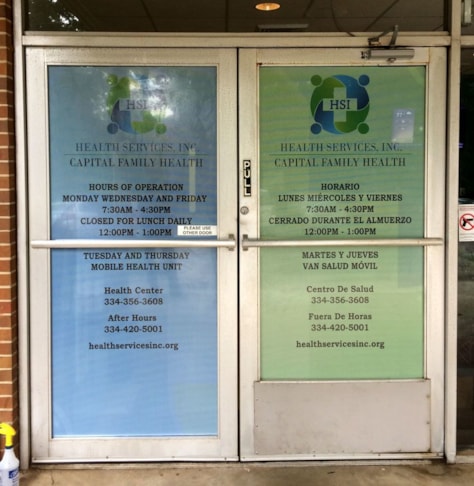 HSI
HEALTH SERVICES, INC.
CAPITAL FAMILY HEALTH
HOURS OF OPERATION
MONDAY WEDNESDAY AND FRIDAY
7:30AM - 4:30PM
CLOSED FOR LUNCH DAILY
12:00PM - 1:00PM
PLEASE USE
OTHER DOOR
TUESDAY AND THURSDAY
MOBILE HEALTH UNIT
Health Center
334-356-3608
After Hours
334-420-5001
healthservicesinc.org
PULL
HSI
HEALTH SERVICES, INC.
CAPITAL FAMILY HEALTH
HORARIO
LUNES MIÉRCOLES Y VIERNES
7:30AM - 4:30PM
CERRADO DURANTE EL ALMUERZO
12:00PM - 1:00PM
MARTES Y JUEVES
VAN SALUD MÓVIL
Centro De Salud
334-356-3608
Fuera De Horas
334-420-5001
healthservicesinc.org